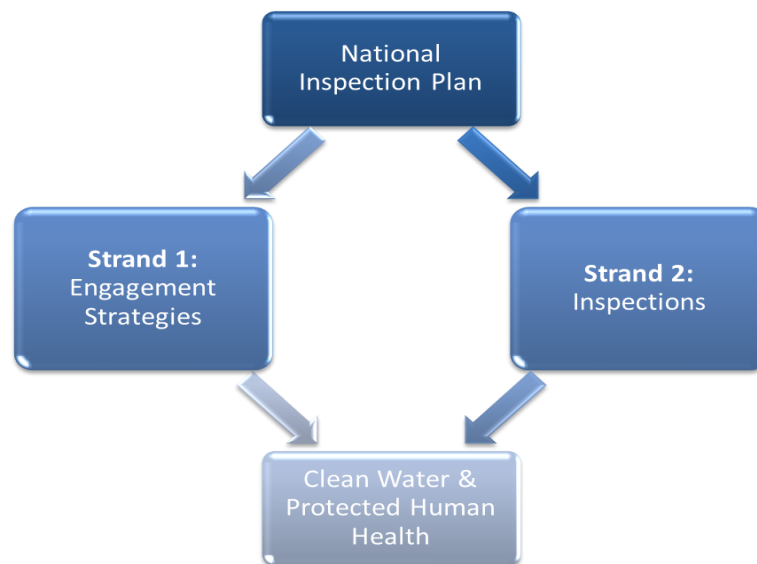 National
Inspection Plan
Strand 1:
Engagement
Strategies
Strand 2:
Inspections
Clean Water &
Protected Human
Health